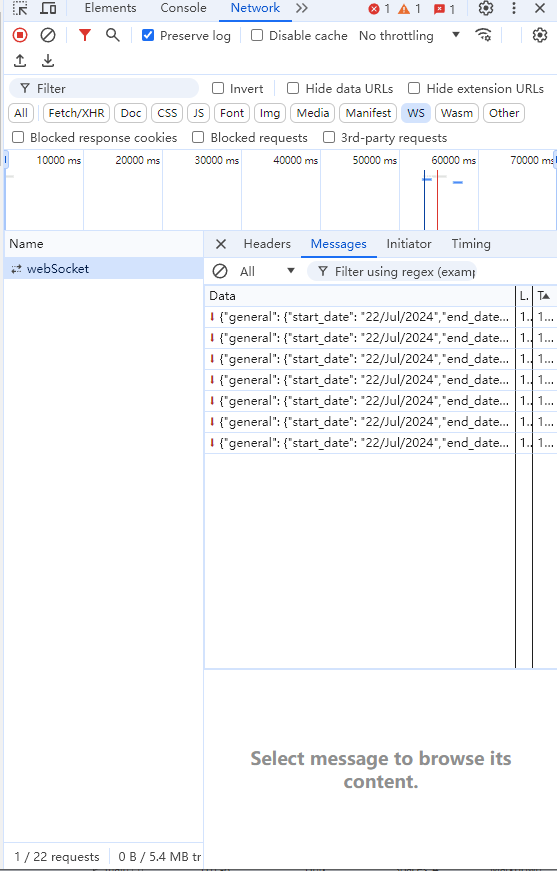 Elements Console Network 1 1 1
Preserve log Disable cache No throttling
Filter Invert Hide data URLs Hide extension URLs
All Fetch/XHR Doc CSS JS Font Img Media Manifest WS Wasm Other
Blocked response cookies Blocked requests 3rd-party requests
10000 ms 20000 ms 30000 ms 40000 ms 50000 ms 60000 ms 70000 ms
Name Headers Messages Initiator Timing
webSocket All Filter using regex (examp
Data L. T
{"general": {"start_date": "22/Jul/2024","end_date... 1.. 1...
{"general": {"start_date": "22/Jul/2024","end_date... 1.. 1...
{"general": {"start_date": "22/Jul/2024","end_date... 1.. 1...
{"general": {"start_date": "22/Jul/2024","end_date... 1.. 1...
{"general": {"start_date": "22/Jul/2024","end_date... 1.. 1...
{"general": {"start_date": "22/Jul/2024","end_date... 1.. 1...
{"general": {"start_date": "22/Jul/2024","end_date... 1.. 1...
Select message to browse its
content.
1 / 22 requests 0 B / 5.4 MB tr